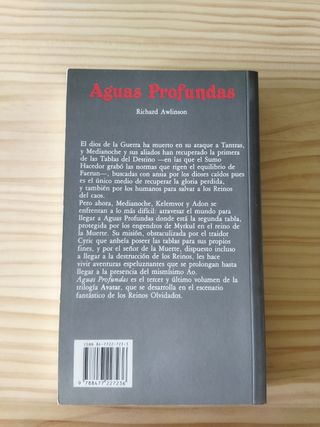 Aguas Profundas
Richard Awlinson
El dios de la Guerra ha muerto en su ataque a Tantras,
y Medianoche y sus aliados han recuperado la primera
de las Tablas del Destino —en las que el Sumo
Hacedor grabó las normas que rigen el equilibrio de
Faerun—, buscadas con ansia por los dioses caídos pues
es el único medio de recuperar la gloria perdida,
y también por los humanos para salvar a los Reinos
del caos.
Pero ahora, Medianoche, Kelemvor y Adon se
enfrentan a lo más difícil: atravesar el mundo para
llegar a Aguas Profundas donde está la segunda tabla,
protegida por los engendros de Myrkul en el reino de
la Muerte. Su misión, obstaculizada por el traidor
Cyric que anhela poseer las tablas para sus propios
fines, y por el señor de la Muerte, dispuesto incluso
a llegar a la destrucción de los Reinos, les hace
vivir aventuras espeluznantes que se prolongan hasta
llegar a la presencia del mismísimo Ao.
Aguas Profundas es el tercer y último volumen de la
trilogía Avatar, que se desarrolla en el escenario
fantástico de los Reinos Olvidados.
ISBN 84-7722-723-5
9 788477 227236